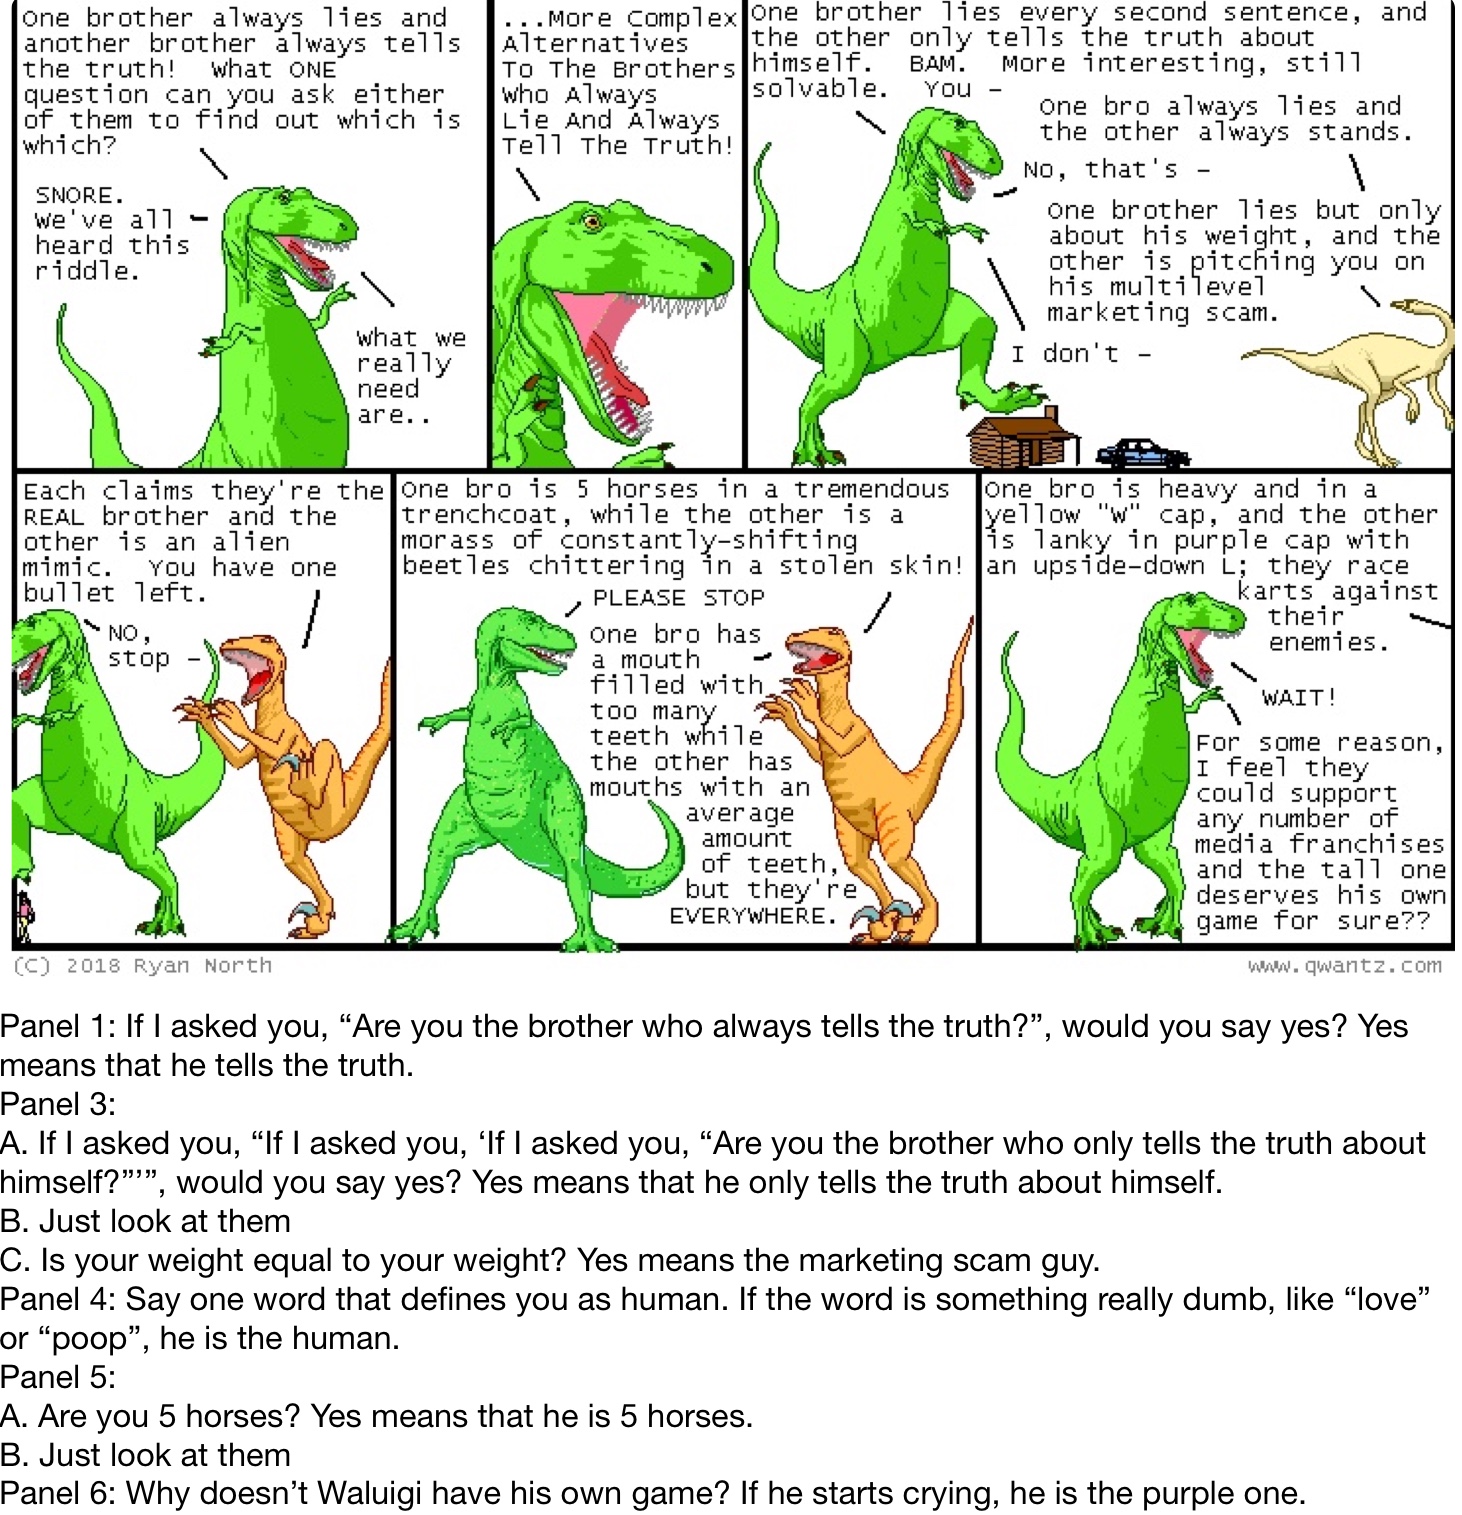 One brother always lies and
another brother always tells
the truth! What ONE
question can you ask either
of them to find out which is
which?
SNORE.
We've all
heard this
riddle.
What we
really
need
are..
...More Complex
Alternatives
To The Brothers
Who Always
Lie And Always
Tell The Truth!
One brother lies every second sentence, and
the other only tells the truth about
himself. BAM. More interesting, still
solvable. You -
One bro always lies and
the other always stands.
No, that's -
One brother lies but only
about his weight, and the
other is pitching you on
his multilevel
marketing scam.
I don't -
Each claims they're the
REAL brother and the
other is an alien
mimic. You have one
bullet left.
NO,
stop -
One bro is 5 horses in a tremendous
trenchcoat, while the other is a
morass of constantly-shifting
beetles chittering in a stolen skin!
PLEASE STOP
One bro has
a mouth
filled with
too many
teeth while
the other has
mouths with an
average
amount
of teeth,
but they're
EVERYWHERE.
One bro is heavy and in a
yellow "W" cap, and the other
is lanky in purple cap with
an upside-down L; they race
karts against
their
enemies.
WAIT!
For some reason,
I feel they
could support
any number of
media franchises
and the tall one
deserves his own
game for sure??
(C) 2018 Ryan North
www.qwantz.com
Panel 1: If I asked you, “Are you the brother who always tells the truth?”, would you say yes? Yes
means that he tells the truth.
Panel 3:
A. If I asked you, “If I asked you, ‘If I asked you, “Are you the brother who only tells the truth about
himself?”’”, would you say yes? Yes means that he only tells the truth about himself.
B. Just look at them
C. Is your weight equal to your weight? Yes means the marketing scam guy.
Panel 4: Say one word that defines you as human. If the word is something really dumb, like “love”
or “poop”, he is the human.
Panel 5:
A. Are you 5 horses? Yes means that he is 5 horses.
B. Just look at them
Panel 6: Why doesn’t Waluigi have his own game? If he starts crying, he is the purple one.